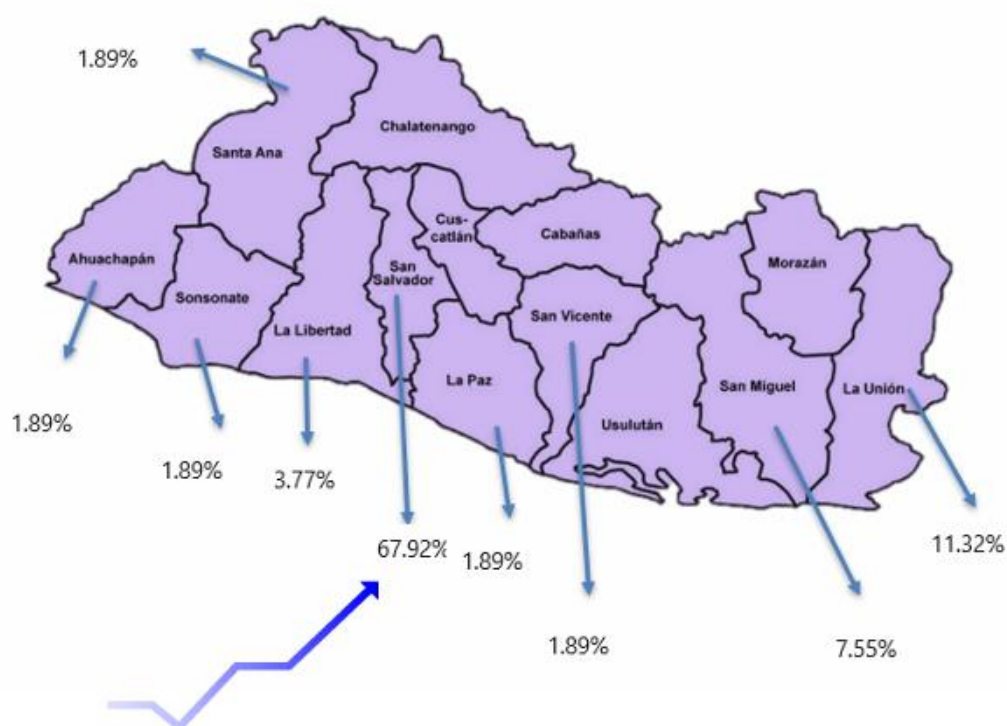 1.89%
Chalatenango
Santa Ana
Cus-
catlán
Cabañas
Ahuachapán
Morazán
San
Salvador
Sonsonate
San Vicente
La Libertad
La Paz
San Miguel
La Unión
Usulután
1.89%
1.89%
3.77%
67.92%
1.89%
11.32%
1.89%
7.55%